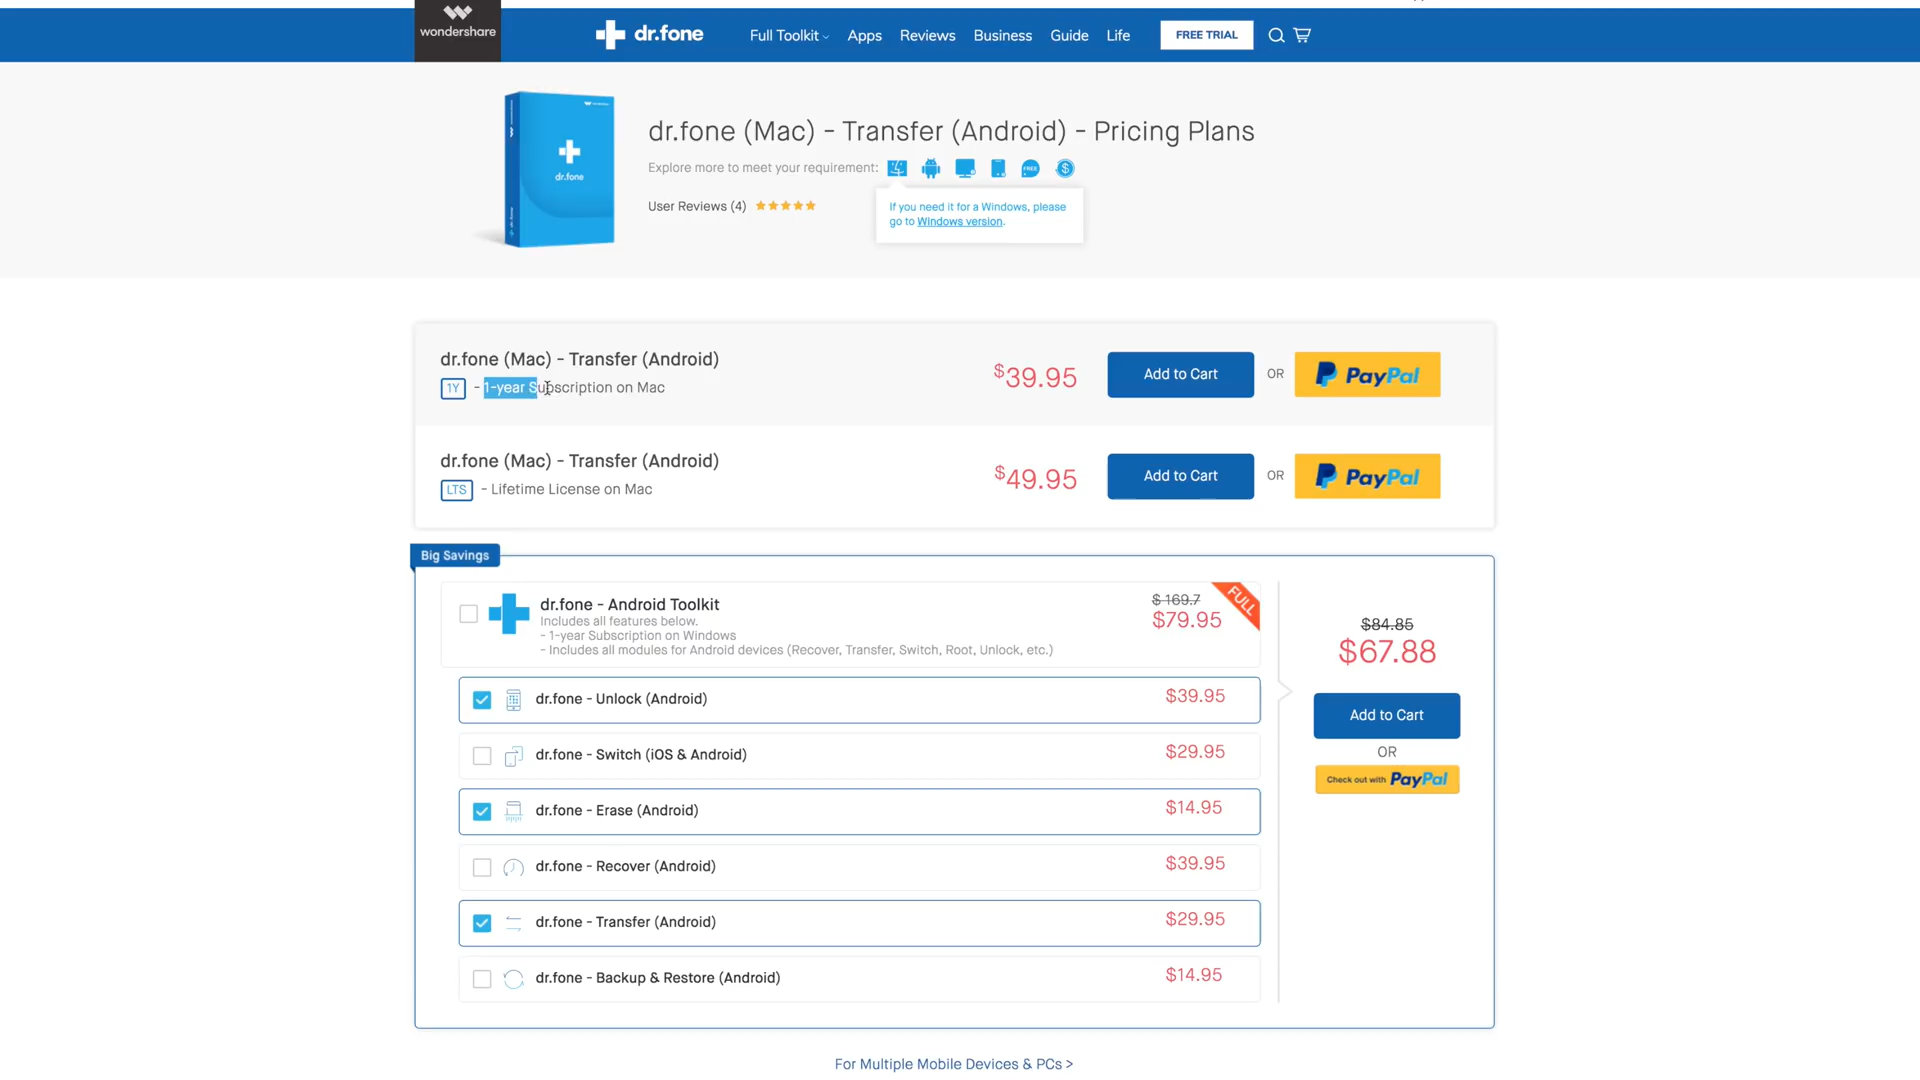 wondershare
dr.fone
Full Toolkit
Apps
Reviews
Business
Guide
Life
FREE TRIAL
dr.fone
dr.fone (Mac) - Transfer (Android) - Pricing Plans
Explore more to meet your requirement:
FREE
$
User Reviews (4)
If you need it for a Windows, please
go to Windows version.
dr.fone (Mac) - Transfer (Android)
1Y - 1-year Subscription on Mac
$39.95
Add to Cart
OR
PayPal
dr.fone (Mac) - Transfer (Android)
LTS - Lifetime License on Mac
$49.95
Add to Cart
OR
PayPal
Big Savings
dr.fone - Android Toolkit
Includes all features below.
- 1-year Subscription on Windows
- Includes all modules for Android devices (Recover, Transfer, Switch, Root, Unlock, etc.)
$ 169.7
$79.95
FULL
dr.fone - Unlock (Android) $39.95
dr.fone - Switch (iOS & Android) $29.95
dr.fone - Erase (Android) $14.95
dr.fone - Recover (Android) $39.95
dr.fone - Transfer (Android) $29.95
dr.fone - Backup & Restore (Android) $14.95
$84.85
$67.88
Add to Cart
OR
Check out with PayPal
For Multiple Mobile Devices & PCs >